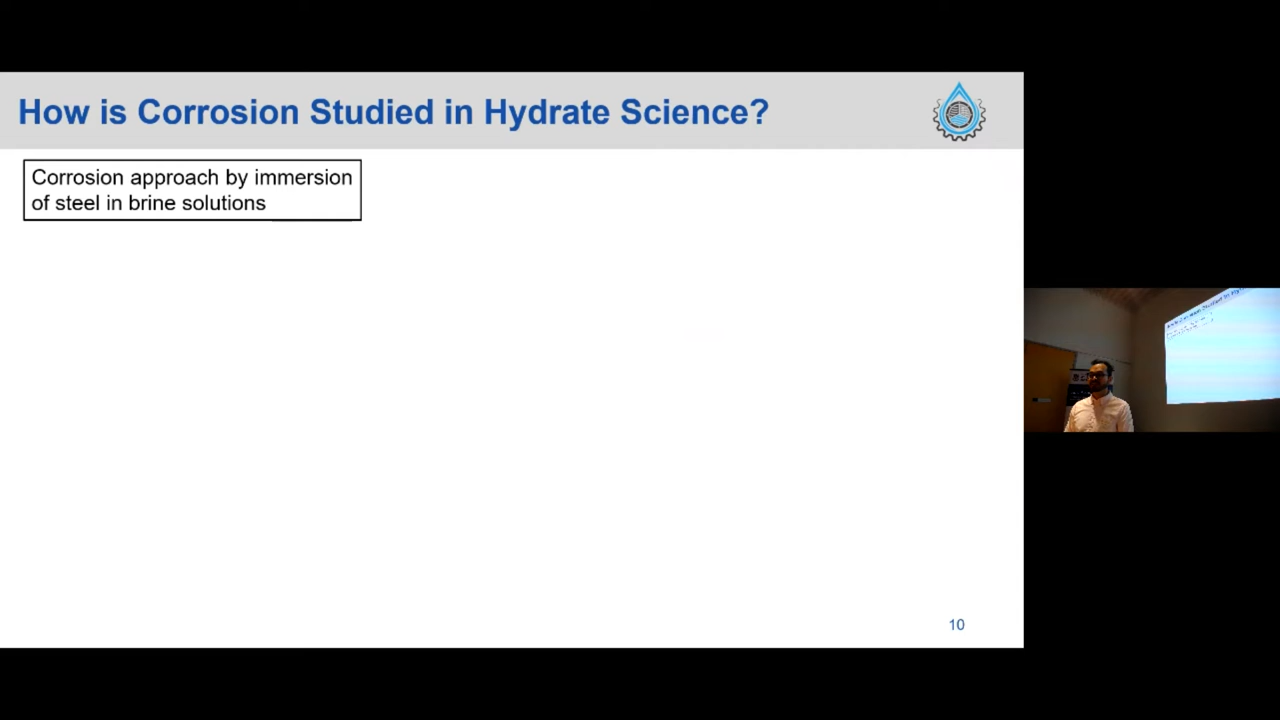 How is Corrosion Studied in Hydrate Science?
Corrosion approach by immersion
of steel in brine solutions
10